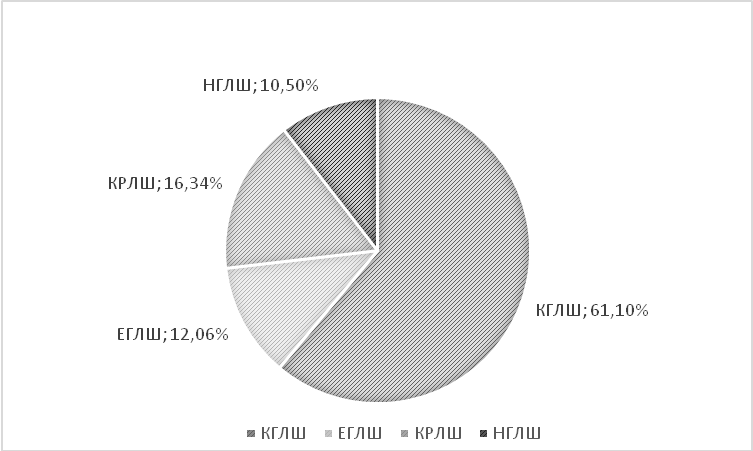 НГЛШ; 10,50%
КРЛШ; 16,34%
КГЛШ; 61,10%
ЕГЛШ; 12,06%
КГЛШ ЕГЛШ КРЛШ НГЛШ